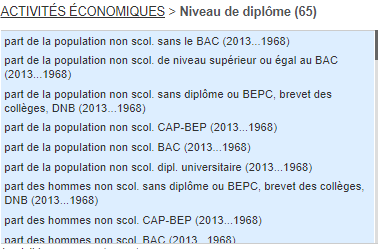 ACTIVITÉS ÉCONOMIQUES > Niveau de diplôme (65)
part de la population non scol. sans le BAC (2013...1968)
part de la population non scol. de niveau supérieur ou égal au BAC
(2013...1968)
part de la population non scol. sans diplôme ou BEPC, brevet des
collèges, DNB (2013...1968)
part de la population non scol. CAP-BEP (2013...1968)
part de la population non scol. BAC (2013...1968)
part de la population non scol. dipl. universitaire (2013...1968)
part des hommes non scol. sans diplôme ou BEPC, brevet des collèges,
DNB (2013...1968)
part des hommes non scol. CAP-BEP (2013...1968)
part des hommes non scol. BAC (2013...1968)